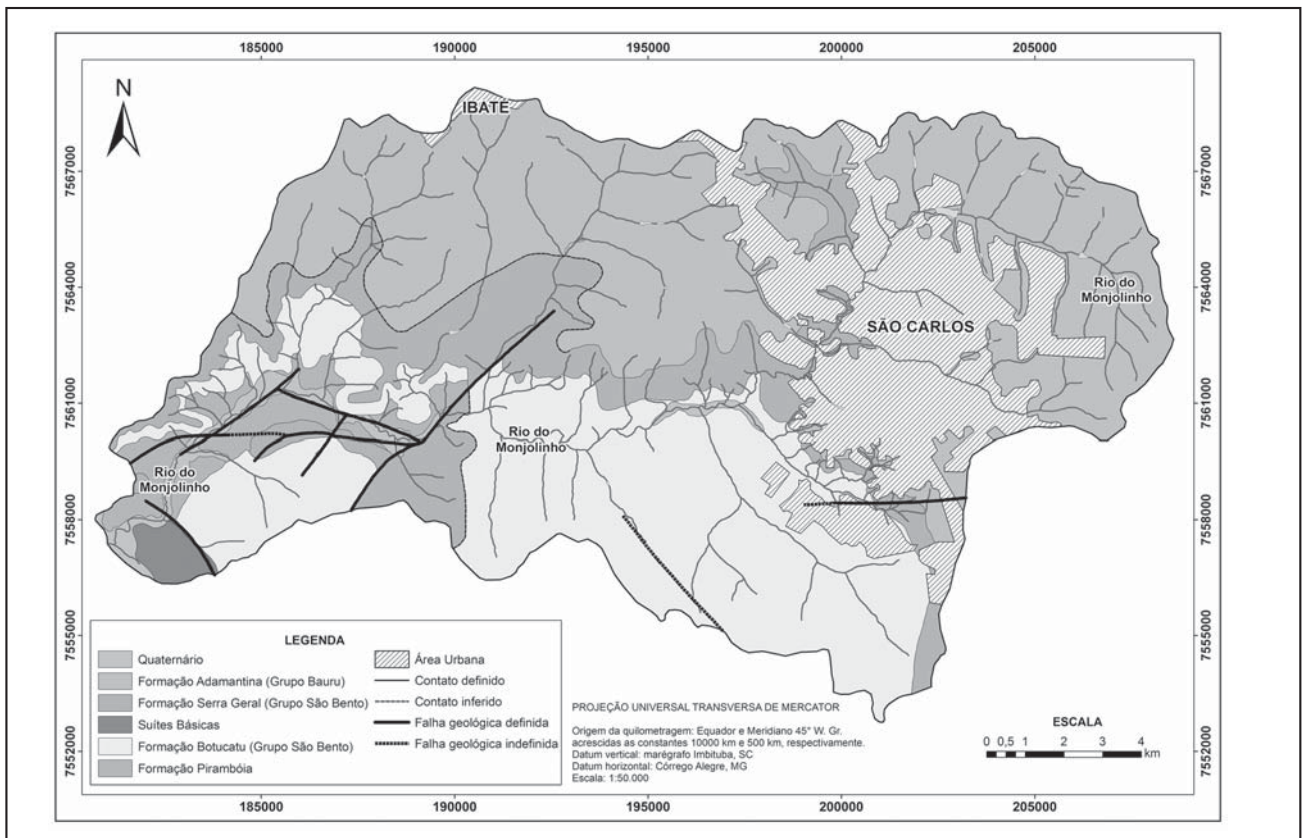 185000 190000 195000 200000 205000
N
IBATÉ
7567000 7567000
7564000 7564000
Rio do
Monjolinho
SÃO CARLOS
7561000 7561000
Rio do
Monjolinho
Rio do
Monjolinho
7558000 7558000
7555000 7555000
7552000 7552000
LEGENDA
Quaternário
Formação Adamantina (Grupo Bauru)
Formação Serra Geral (Grupo São Bento)
Suítes Básicas
Formação Botucatu (Grupo São Bento)
Formação Pirambóia
Área Urbana
Contato definido
Contato inferido
Falha geológica definida
Falha geológica indefinida
PROJEÇÃO UNIVERSAL TRANSVERSA DE MERCATOR
Origem da quilometragem: Equador e Meridiano 45° W. Gr.
acrescidas as constantes 10000 km e 500 km, respectivamente.
Datum vertical: marégrafo Imbituba, SC
Datum horizontal: Córrego Alegre, MG
Escala: 1:50.000
ESCALA
0 0,5 1 2 3 4
km
185000 190000 195000 200000 205000